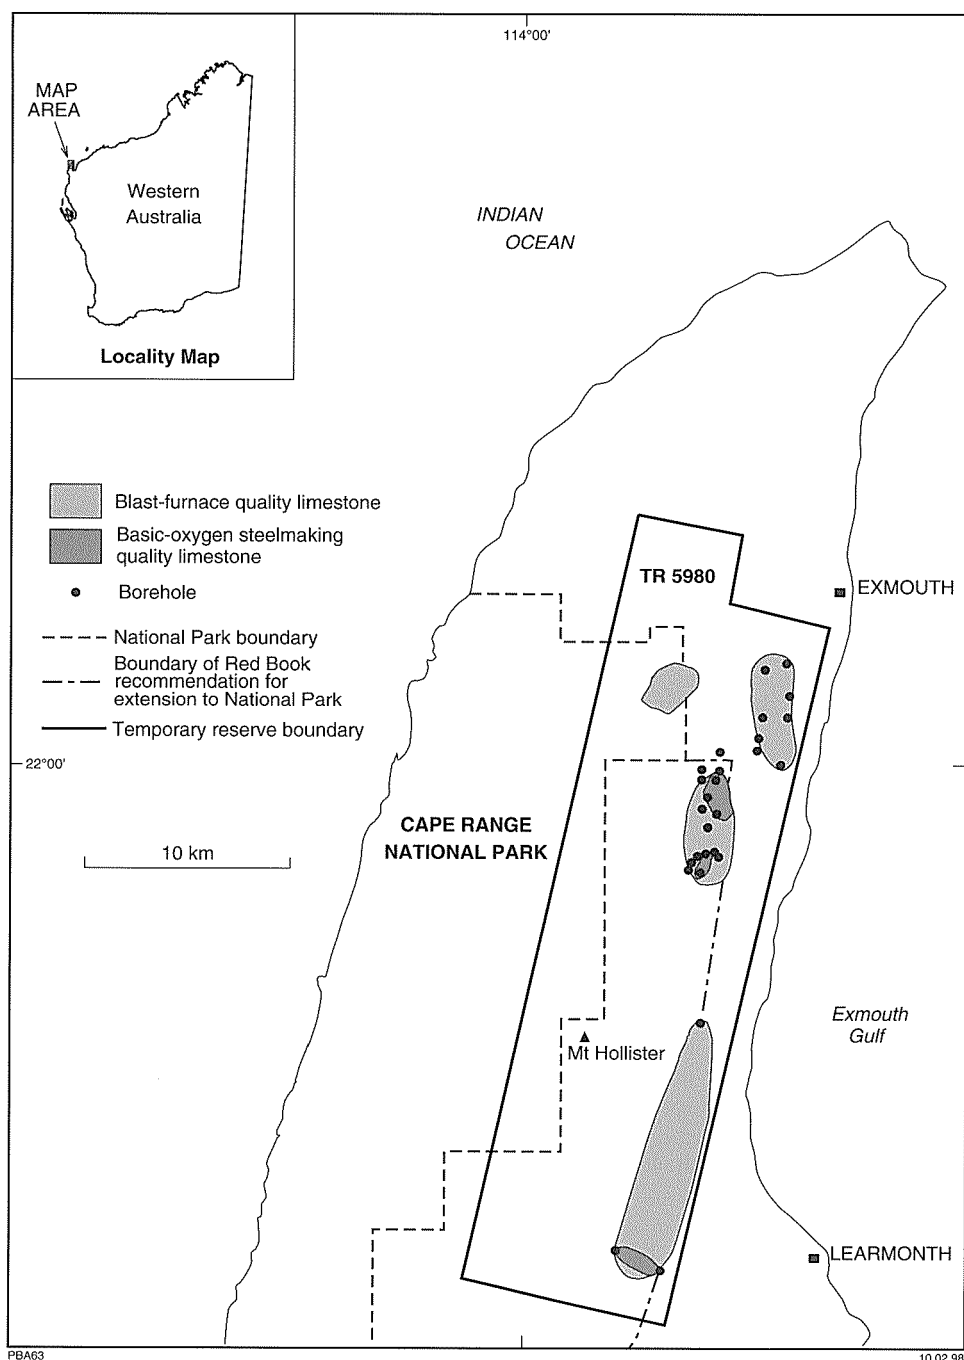 114°00'
MAP
AREA
Western
Australia
Locality Map
INDIAN
OCEAN
Blast-furnace quality limestone
Basic-oxygen steelmaking
quality limestone
Borehole
National Park boundary
Boundary of Red Book
recommendation for
extension to National Park
Temporary reserve boundary
TR 5980
EXMOUTH
22°00'
10 km
CAPE RANGE
NATIONAL PARK
Exmouth
Gulf
Mt Hollister
LEARMONTH
PBA63
10.02.98